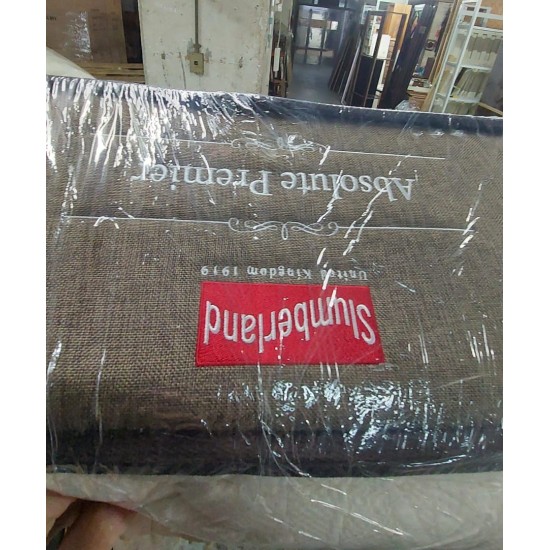 Slumberland
United Kingdom 1919
Absolute Premier